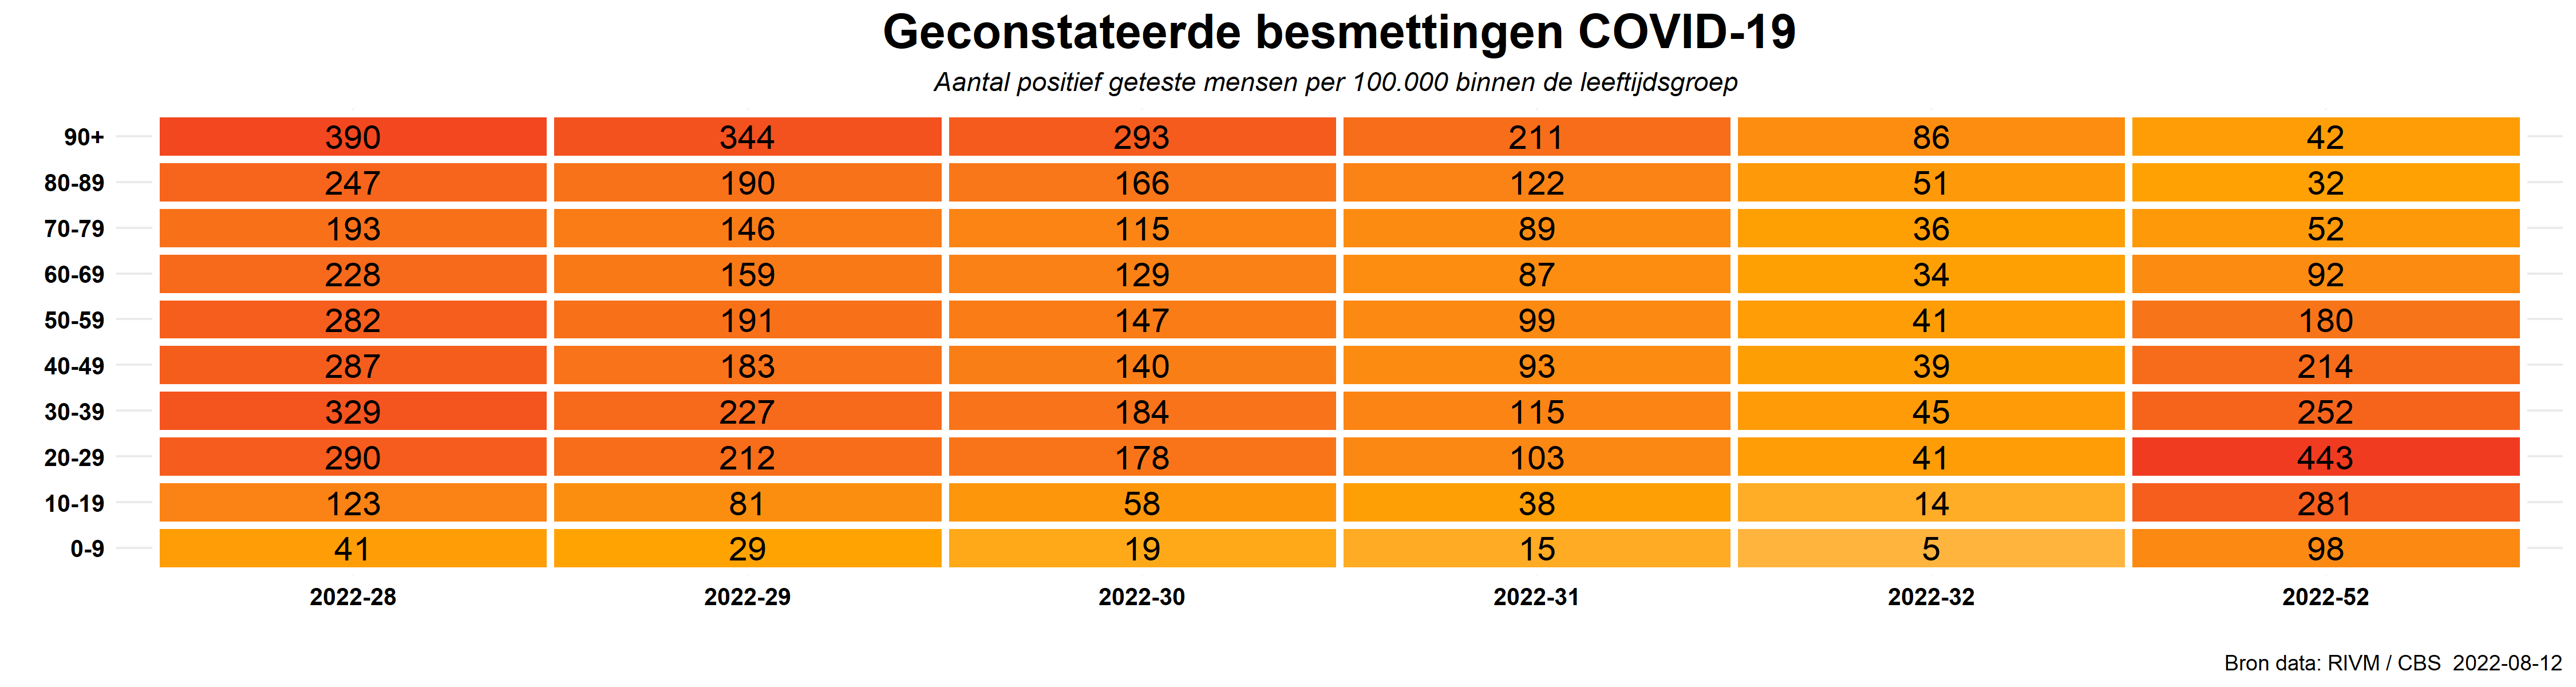 Geconstateerde besmettingen COVID-19
Aantal positief geteste mensen per 100.000 binnen de leeftijdsgroep
90+ 390 344 293 211 86 42
80-89 247 190 166 122 51 32
70-79 193 146 115 89 36 52
60-69 228 159 129 87 34 92
50-59 282 191 147 99 41 180
40-49 287 183 140 93 39 214
30-39 329 227 184 115 45 252
20-29 290 212 178 103 41 443
10-19 123 81 58 38 14 281
0-9 41 29 19 15 5 98
2022-28 2022-29 2022-30 2022-31 2022-32 2022-52
Bron data: RIVM / CBS 2022-08-12